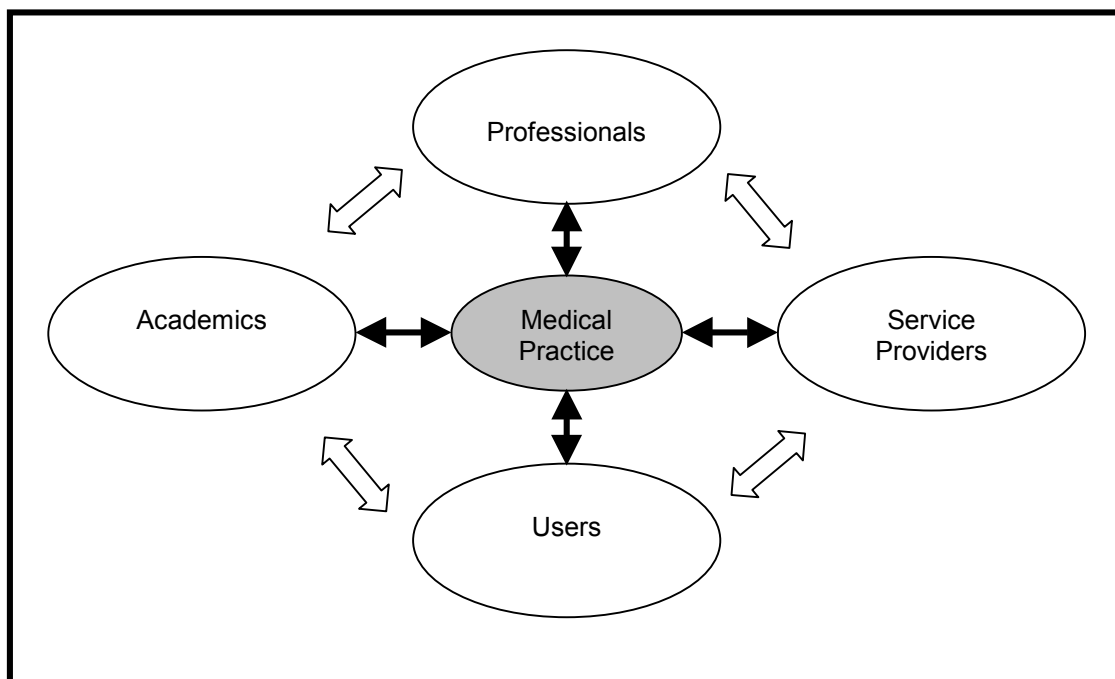 Professionals
Academics
Medical
Practice
Service
Providers
Users